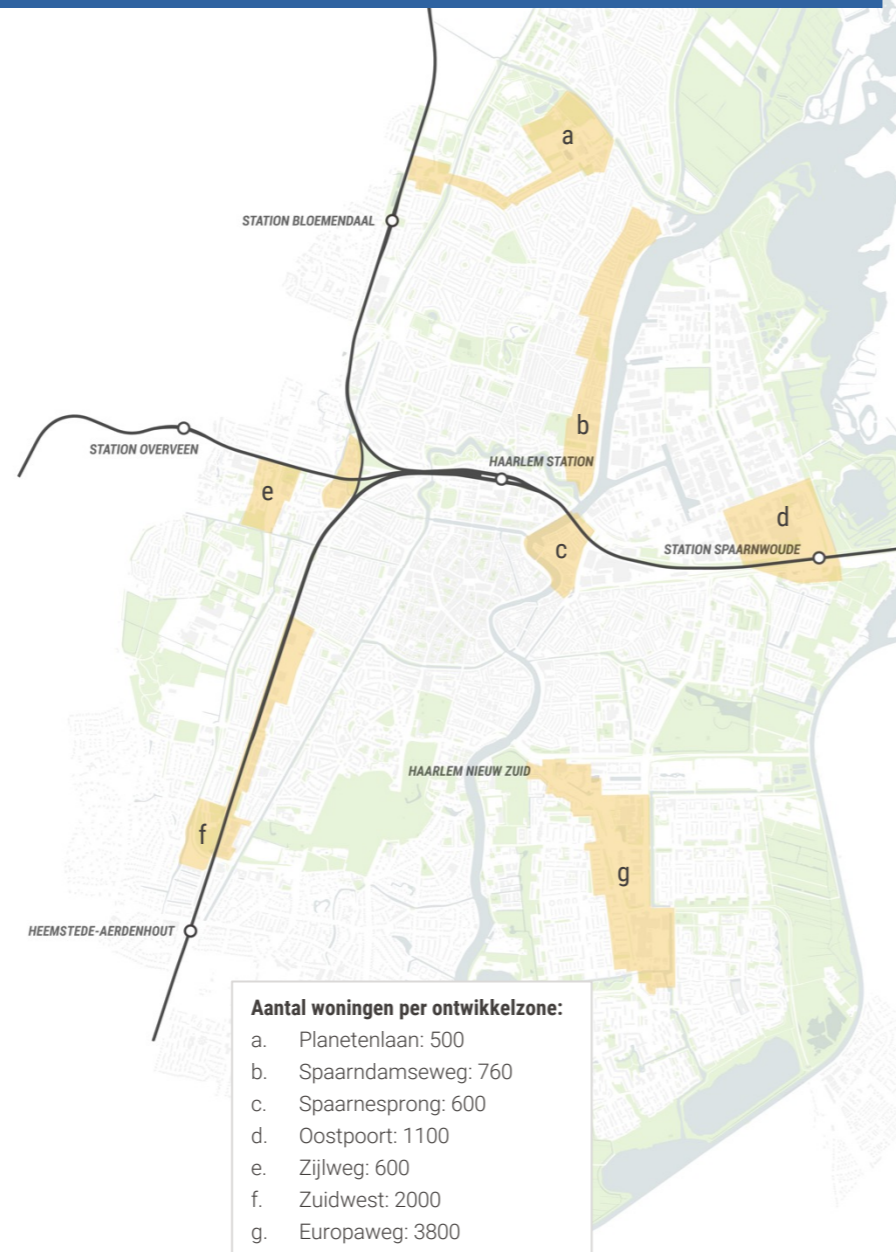 a
STATION BLOEMENDAAL
b
STATION OVERVEEN
HAARLEM STATION
e
d
c
STATION SPAARNWOUDE
HAARLEM NIEUW ZUID
f
g
HEEMSTEDE-AERDENHOUT
Aantal woningen per ontwikkelzone:
a. Planetenlaan: 500
b. Spaarndamseweg: 760
c. Spaarnesprong: 600
d. Oostpoort: 1100
e. Zijlweg: 600
f. Zuidwest: 2000
g. Europaweg: 3800